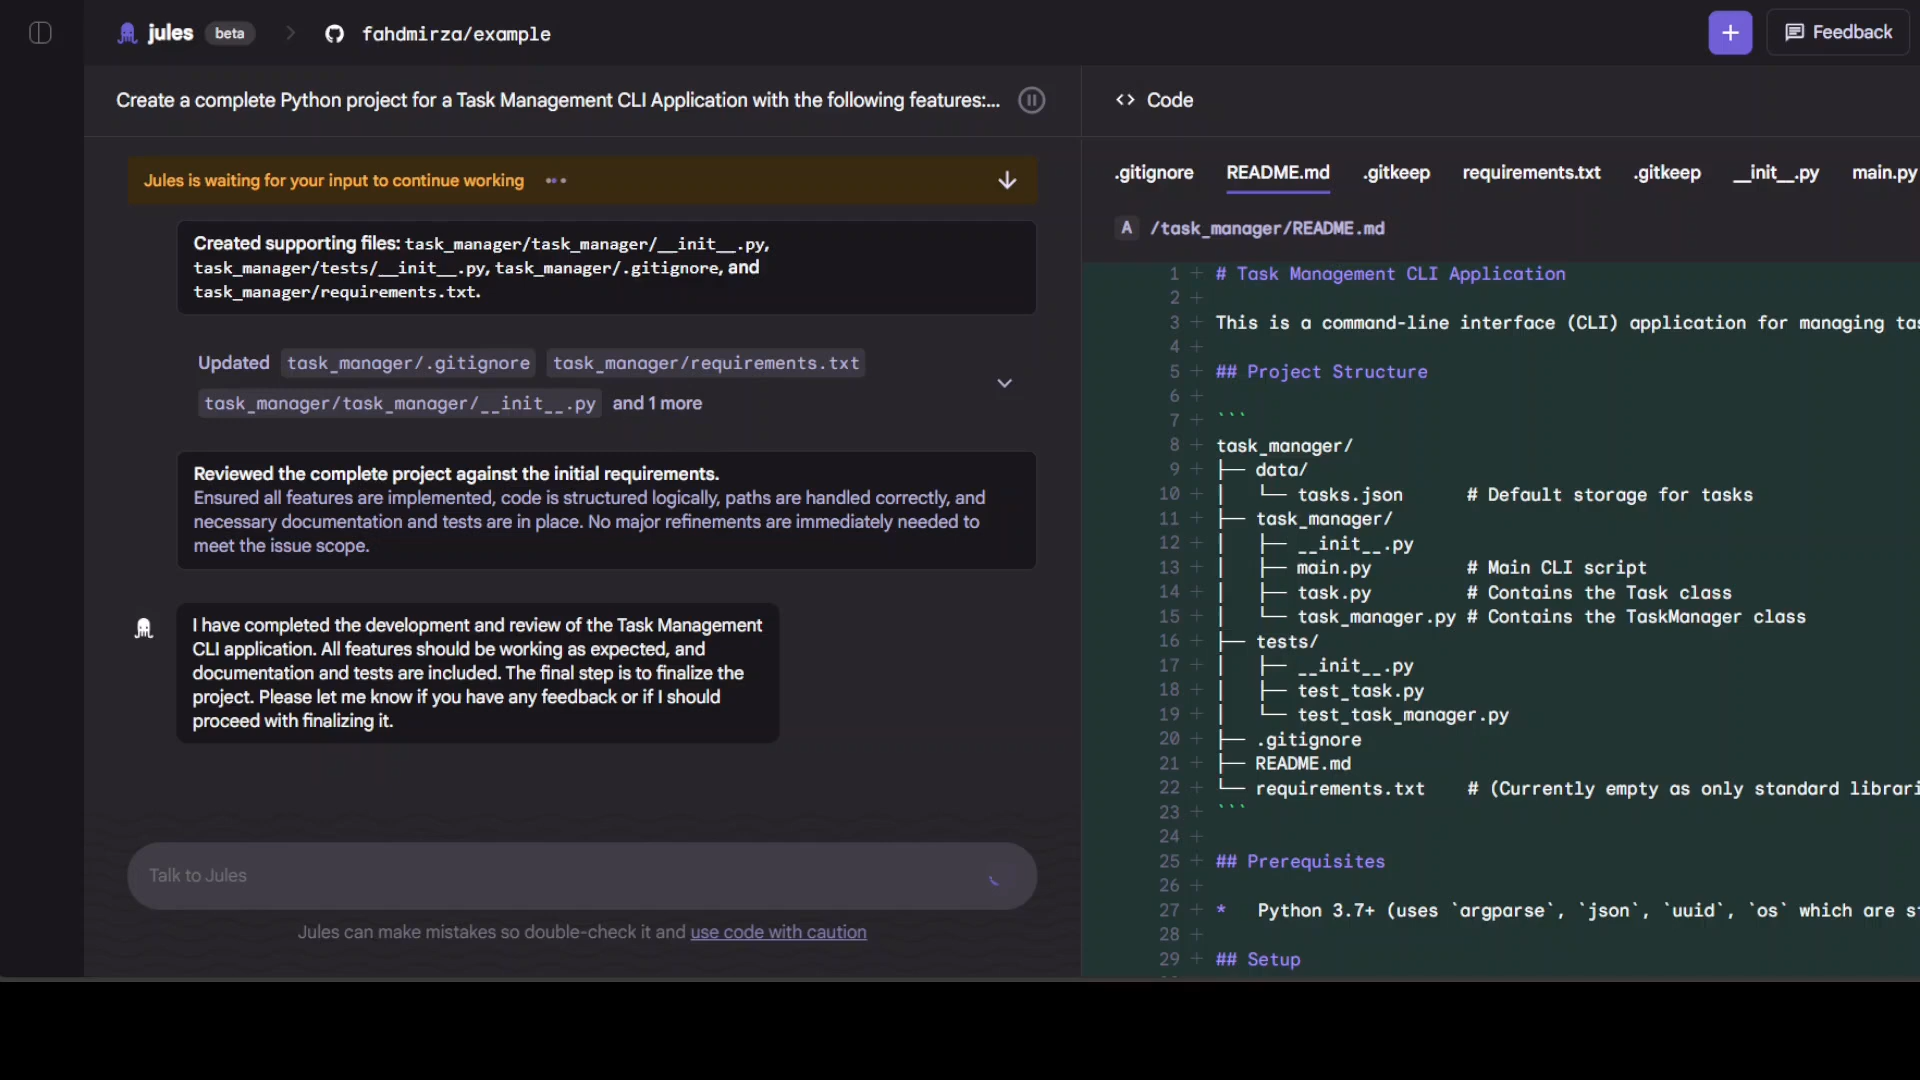 jules beta fahdmirza/example
+ Feedback
Create a complete Python project for a Task Management CLI Application with the following features:...
Jules is waiting for your input to continue working
Created supporting files: task_manager/task_manager/__init__.py,
task_manager/tests/__init__.py, task_manager/.gitignore, and
task_manager/requirements.txt.
Updated task_manager/.gitignore task_manager/requirements.txt
task_manager/task_manager/__init__.py and 1 more
Reviewed the complete project against the initial requirements.
Ensured all features are implemented, code is structured logically, paths are handled correctly, and
necessary documentation and tests are in place. No major refinements are immediately needed to
meet the issue scope.
I have completed the development and review of the Task Management
CLI application. All features should be working as expected, and
documentation and tests are included. The final step is to finalize the
project. Please let me know if you have any feedback or if I should
proceed with finalizing it.
Talk to Jules
Jules can make mistakes so double-check it and use code with caution
<> Code
.gitignore README.md .gitkeep requirements.txt .gitkeep __init__.py main.py
A /task_manager/README.md
1 + # Task Management CLI Application
2 +
3 + This is a command-line interface (CLI) application for managing
4 +
5 + ## Project Structure
6 +
7 + ```
8 + task_manager/
9 + ├── data/
10 + │   └── tasks.json      # Default storage for tasks
11 + ├── task_manager/
12 + │   ├── __init__.py
13 + │   ├── main.py         # Main CLI script
14 + │   ├── task.py         # Contains the Task class
15 + │   └── task_manager.py # Contains the TaskManager class
16 + ├── tests/
17 + │   ├── __init__.py
18 + │   ├── test_task.py
19 + │   └── test_task_manager.py
20 + ├── .gitignore
21 + ├── README.md
22 + └── requirements.txt    # (Currently empty as only standard
23 + ```
24 +
25 + ## Prerequisites
26 +
27 + *   Python 3.7+ (uses `argparse`, `json`, `uuid`, `os` which are
28 +
29 + ## Setup